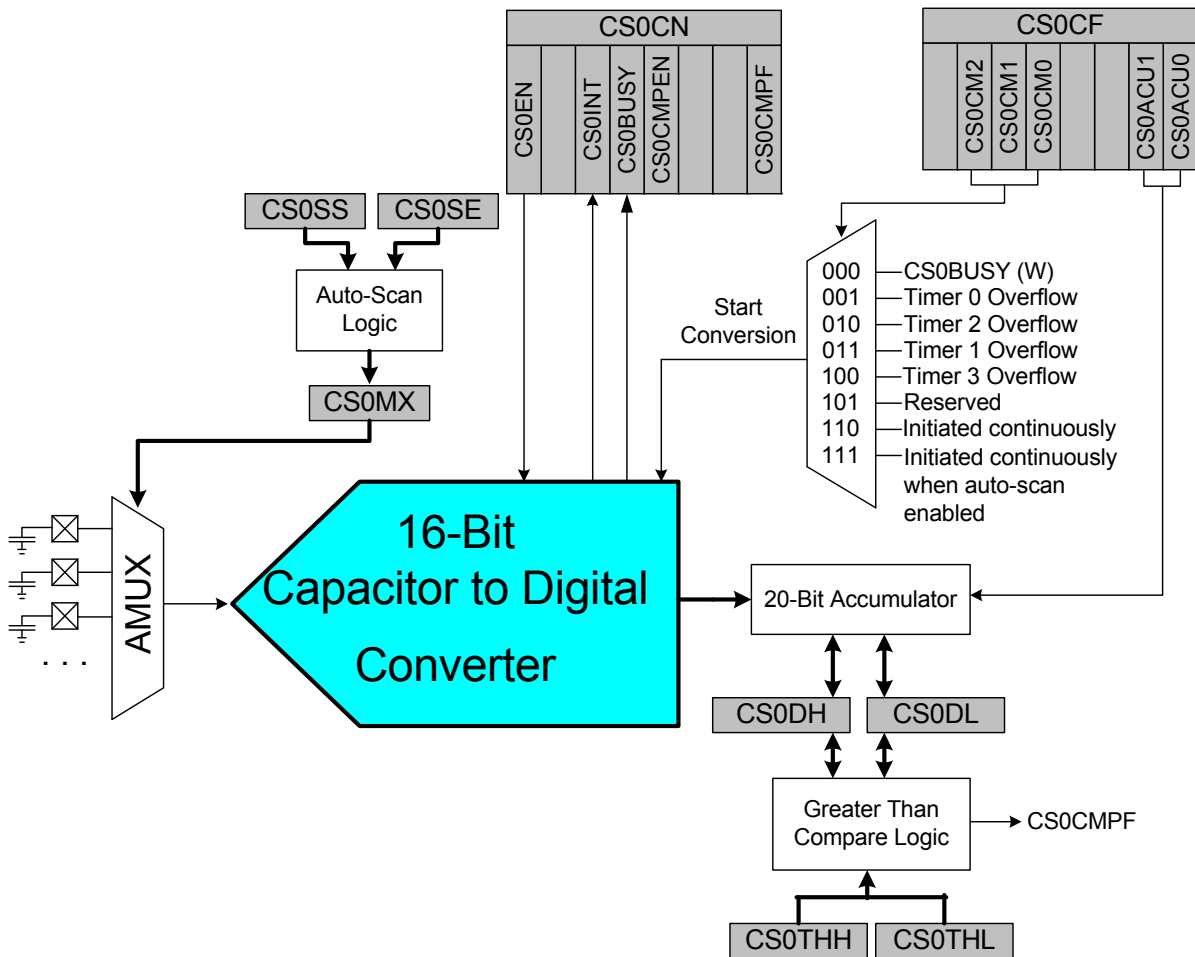 CS0CN
CS0EN
CS0INT
CS0BUSY
CS0CMPEN
CS0CMPF
CS0CF
CS0CM2
CS0CM1
CS0CM0
CS0ACU1
CS0ACU0
CS0SS
CS0SE
Auto-Scan
Logic
CS0MX
Start
Conversion
000 CS0BUSY (W)
001 Timer 0 Overflow
010 Timer 2 Overflow
011 Timer 1 Overflow
100 Timer 3 Overflow
101 Reserved
110 Initiated continuously
111 Initiated continuously
when auto-scan
enabled
AMUX
. . .
16-Bit
Capacitor to Digital
Converter
20-Bit Accumulator
CS0DH
CS0DL
Greater Than
Compare Logic
CS0CMPF
CS0THH
CS0THL